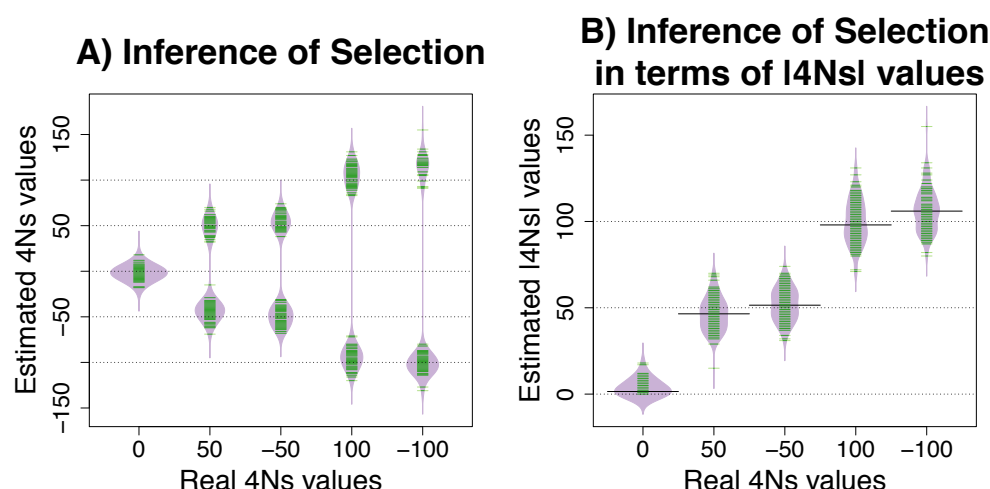 A) Inference of Selection
Estimated 4Ns values
150
50
−50
−150
0 50 −50 100 −100
Real 4Ns values
B) Inference of Selection
in terms of |4Ns| values
Estimated |4Ns| values
150
100
50
0
0 50 −50 100 −100
Real 4Ns values